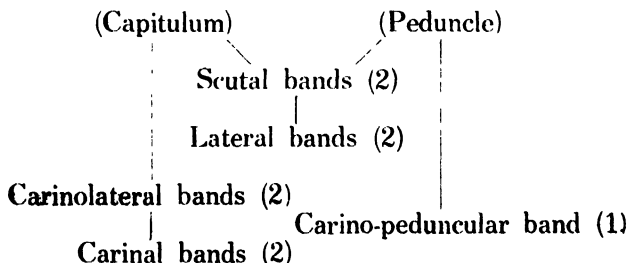 (Capitulum) (Peduncle)
Scutal bands (2)
Lateral bands (2)
Carinolateral bands (2)
Carino-peduncular band (1)
Carinal bands (2)